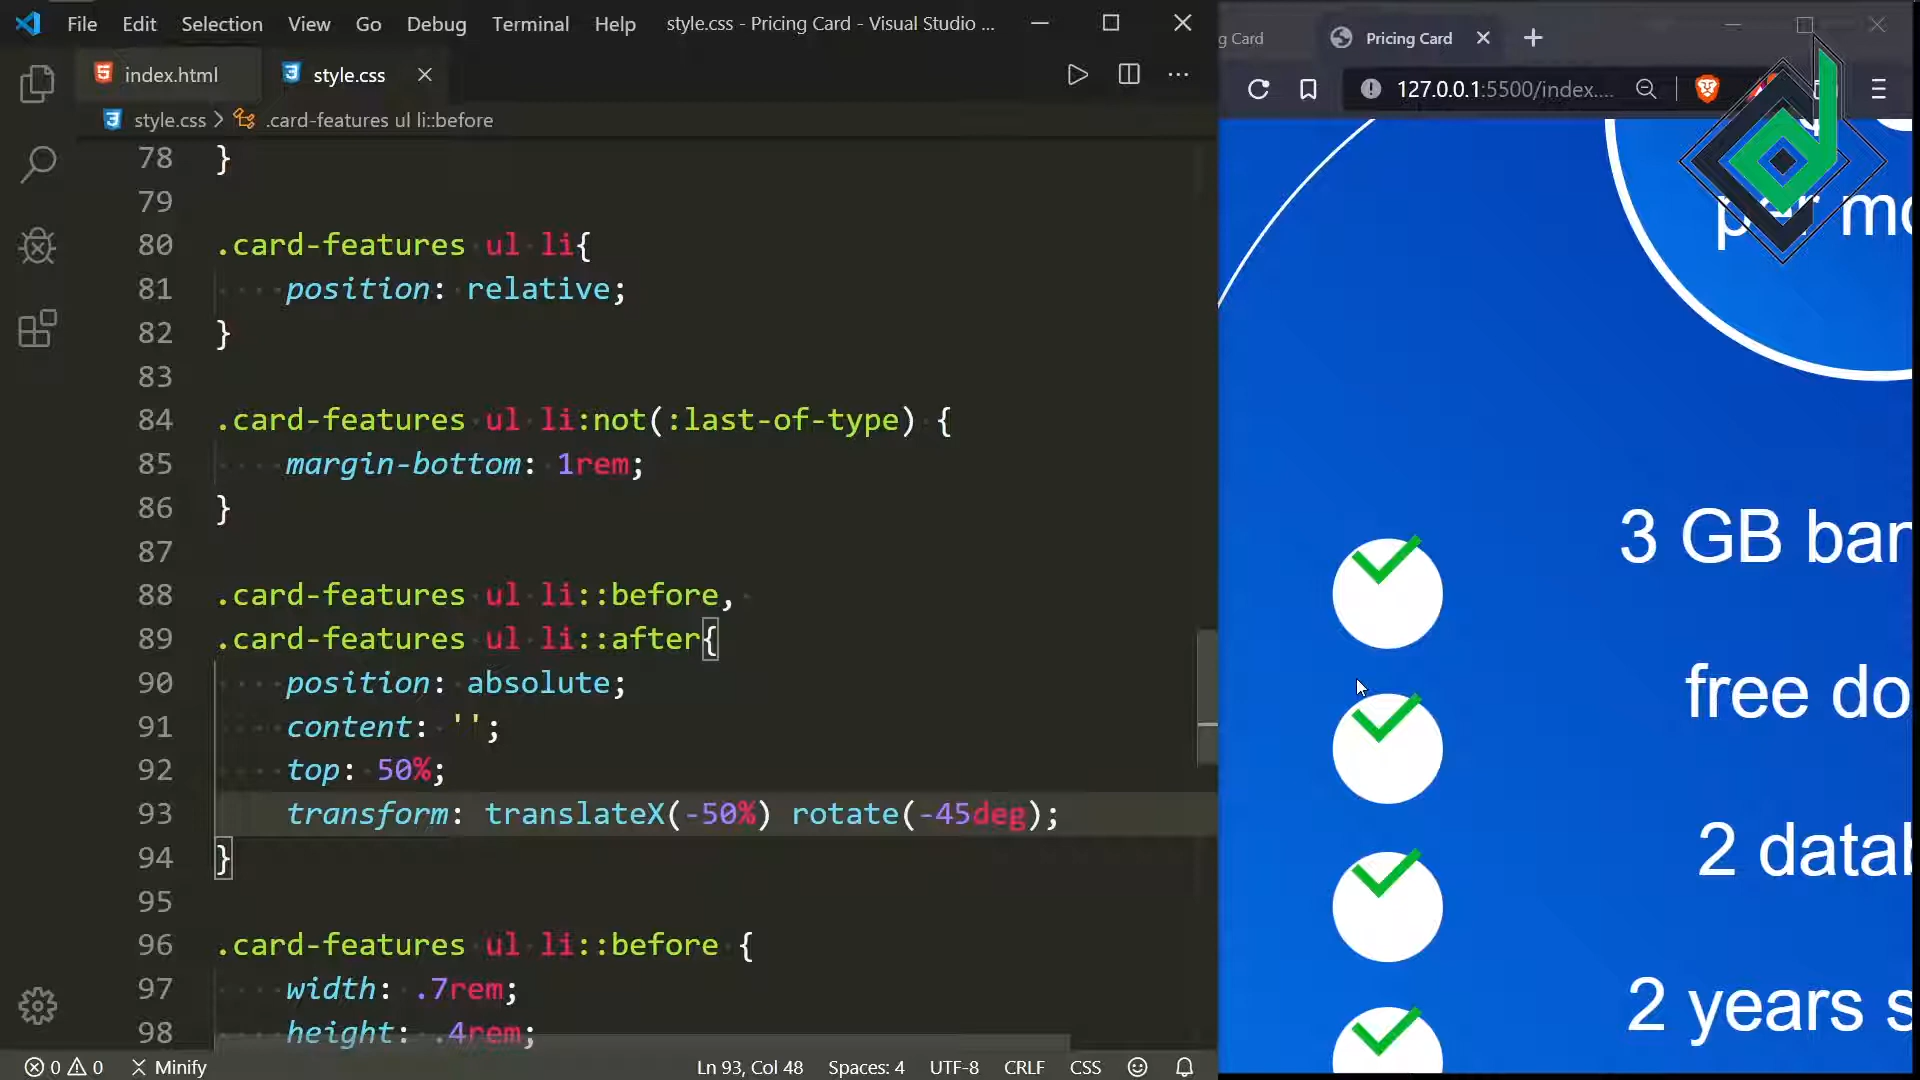 File Edit Selection View Go Debug Terminal Help style.css - Pricing Card - Visual Studio ...
index.html
style.css
style.css > .card-features ul li::before
78 }
79
80 .card-features ul li{
81 position: relative;
82 }
83
84 .card-features ul li:not(:last-of-type) {
85 margin-bottom: 1rem;
86 }
87
88 .card-features ul li::before,
89 .card-features ul li::after{
90 position: absolute;
91 content: '';
92 top: 50%;
93 transform: translateX(-50%) rotate(-45deg);
94 }
95
96 .card-features ul li::before {
97 width: .7rem;
98 height: .4rem;
0 0 Minify Ln 93, Col 48 Spaces: 4 UTF-8 CRLF CSS
g Card Pricing Card
127.0.0.1:5500/index....
per mo
3 GB ban
free do
2 datab
2 years s